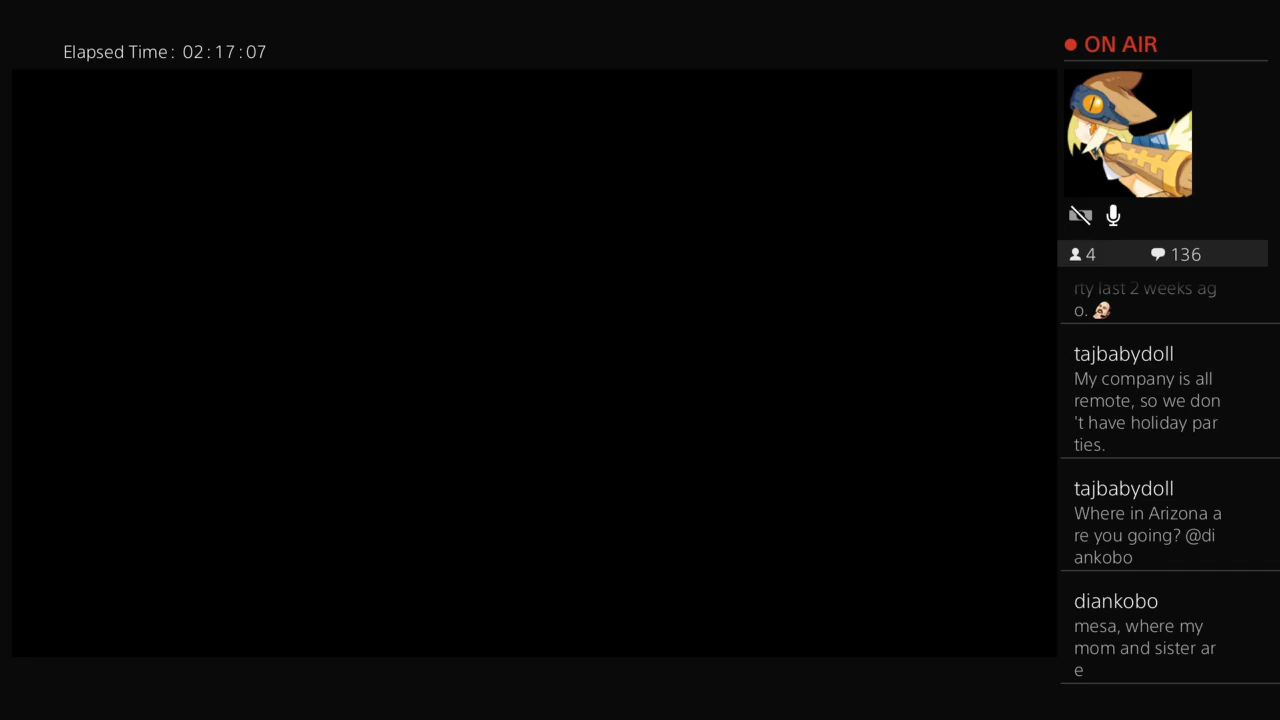 Elapsed Time: 02:17:07
ON AIR
4 136
rty last 2 weeks ag
o.
tajbabydoll
My company is all
remote, so we don
't have holiday par
ties.
tajbabydoll
Where in Arizona a
re you going? @di
ankobo
diankobo
mesa, where my
mom and sister ar
e